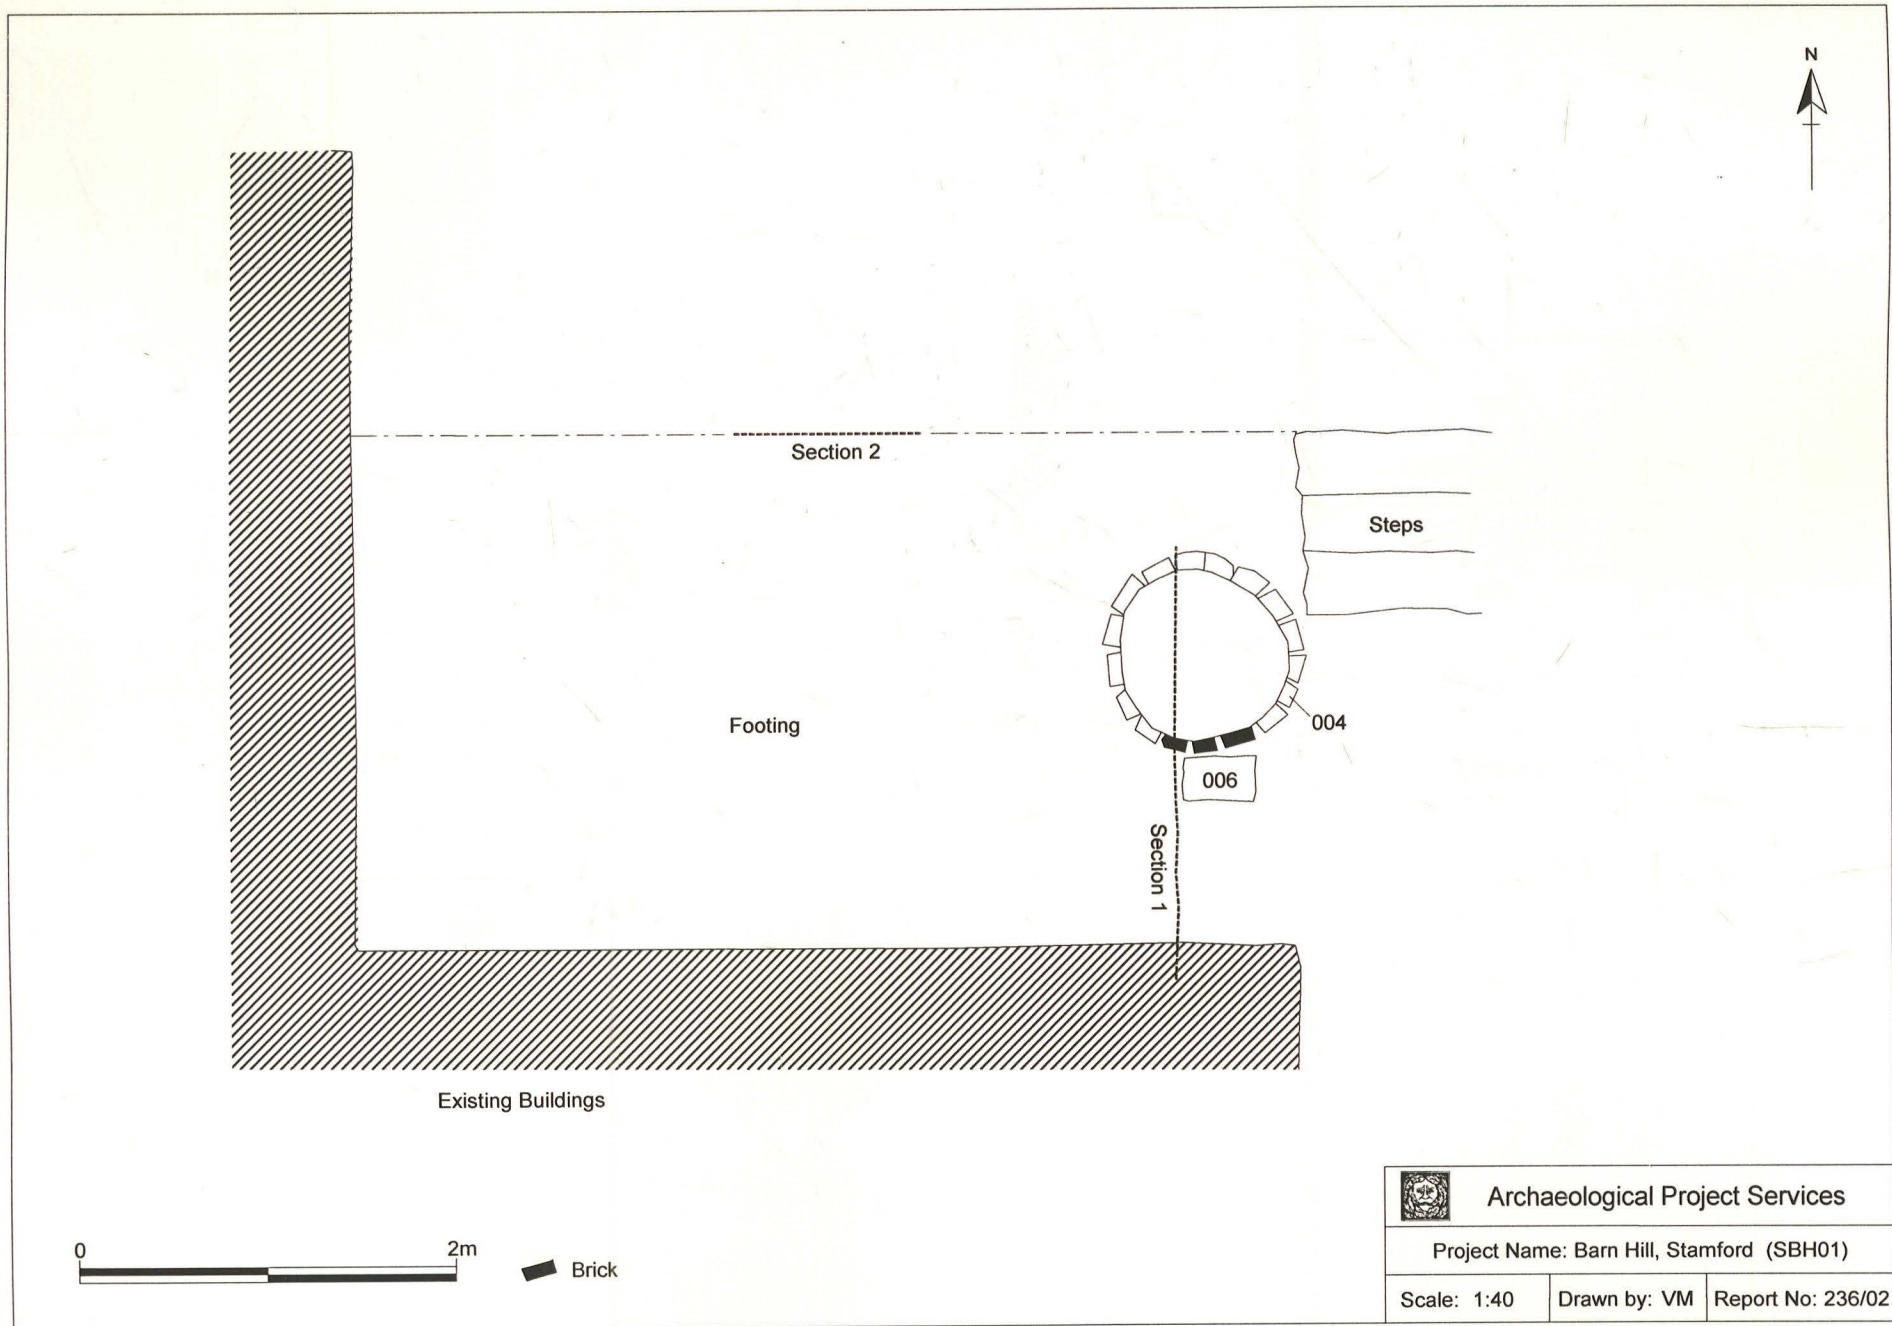 N
Section 2
Steps
Footing
004
006
Section 1
Existing Buildings
0 2m
Brick
Archaeological Project Services
Project Name: Barn Hill, Stamford (SBH01)
Scale: 1:40
Drawn by: VM
Report No: 236/02